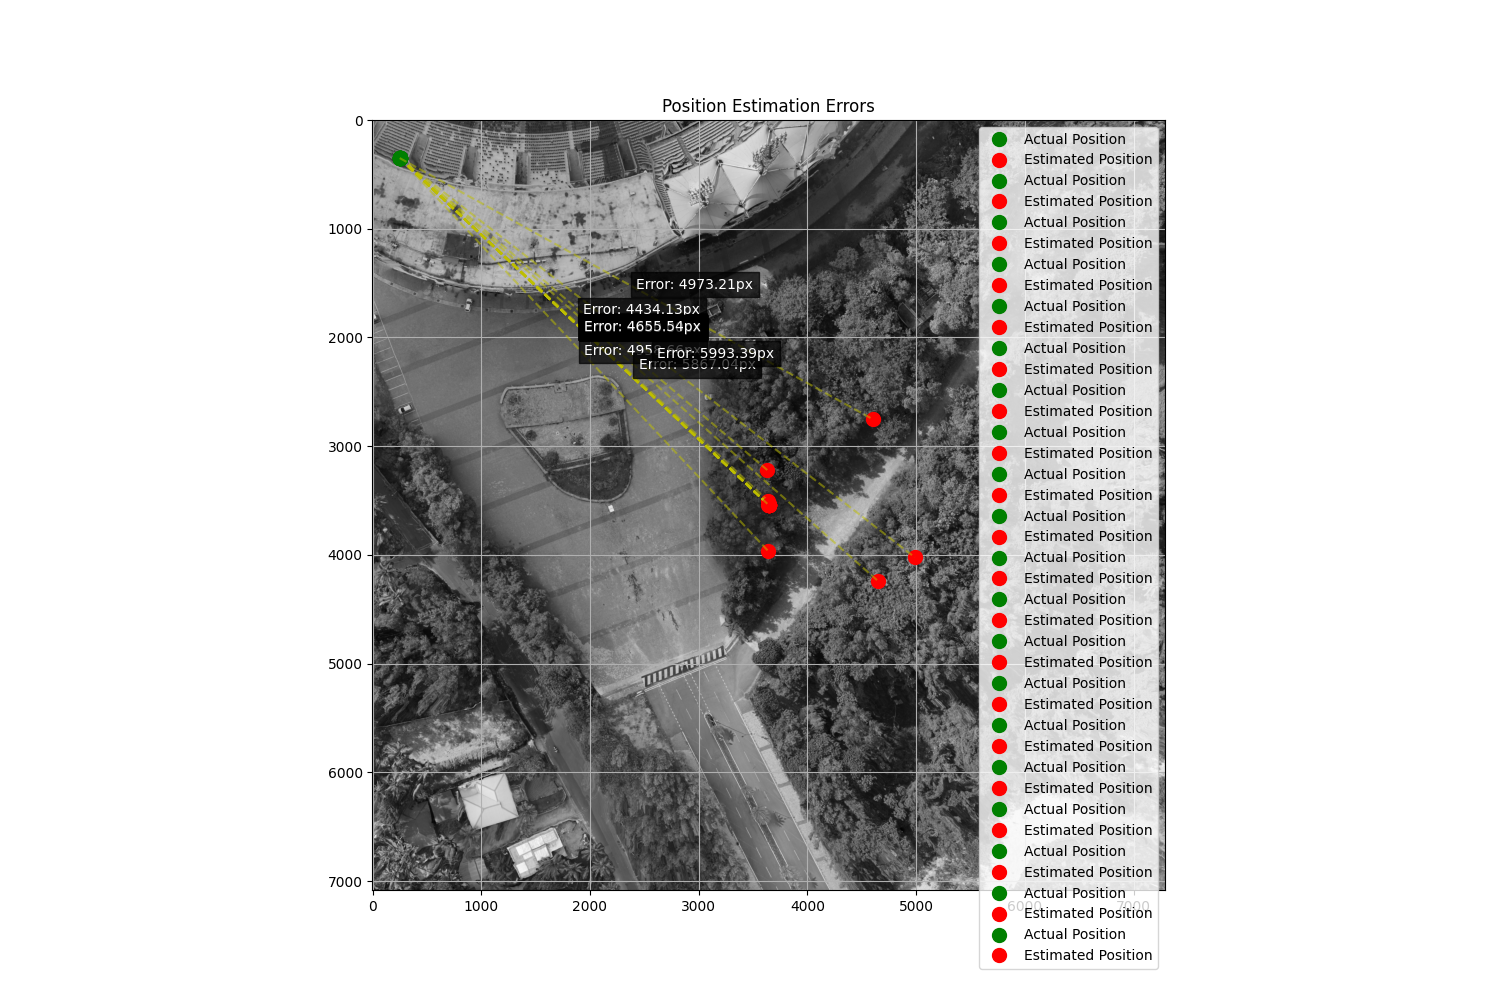 Position Estimation Errors
0
1000
2000
3000
4000
5000
6000
7000
Error: 4973.21px
Error: 4434.13px
Error: 4655.54px
Error: 5993.39px
Error: 5867.04px
0
1000
2000
3000
4000
5000
6000
7000
Actual Position
Estimated Position
Actual Position
Estimated Position
Actual Position
Estimated Position
Actual Position
Estimated Position
Actual Position
Estimated Position
Actual Position
Estimated Position
Actual Position
Estimated Position
Actual Position
Estimated Position
Actual Position
Estimated Position
Actual Position
Estimated Position
Actual Position
Estimated Position
Actual Position
Estimated Position
Actual Position
Estimated Position
Actual Position
Estimated Position
Actual Position
Estimated Position
Actual Position
Estimated Position
Actual Position
Estimated Position
Actual Position
Estimated Position
Actual Position
Estimated Position
Actual Position
Estimated Position